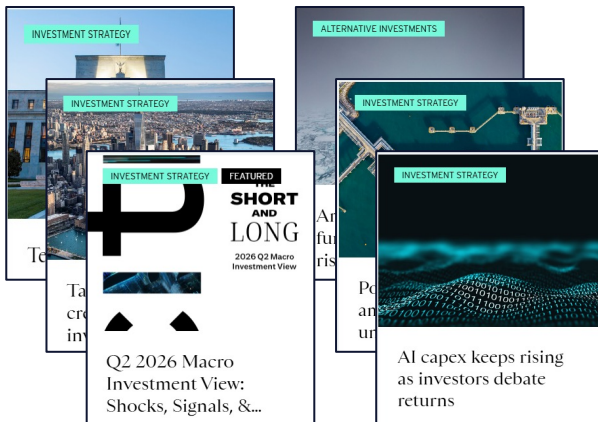 INVESTMENT STRATEGY
ALTERNATIVE INVESTMENTS
INVESTMENT STRATEGY
INVESTMENT STRATEGY
INVESTMENT STRATEGY
FEATURED
THE
SHORT
AND
LONG
2026 Q2 Macro
Investment View
INVESTMENT STRATEGY
Q2 2026 Macro
Investment View:
Shocks, Signals, &...
AI capex keeps rising
as investors debate
returns